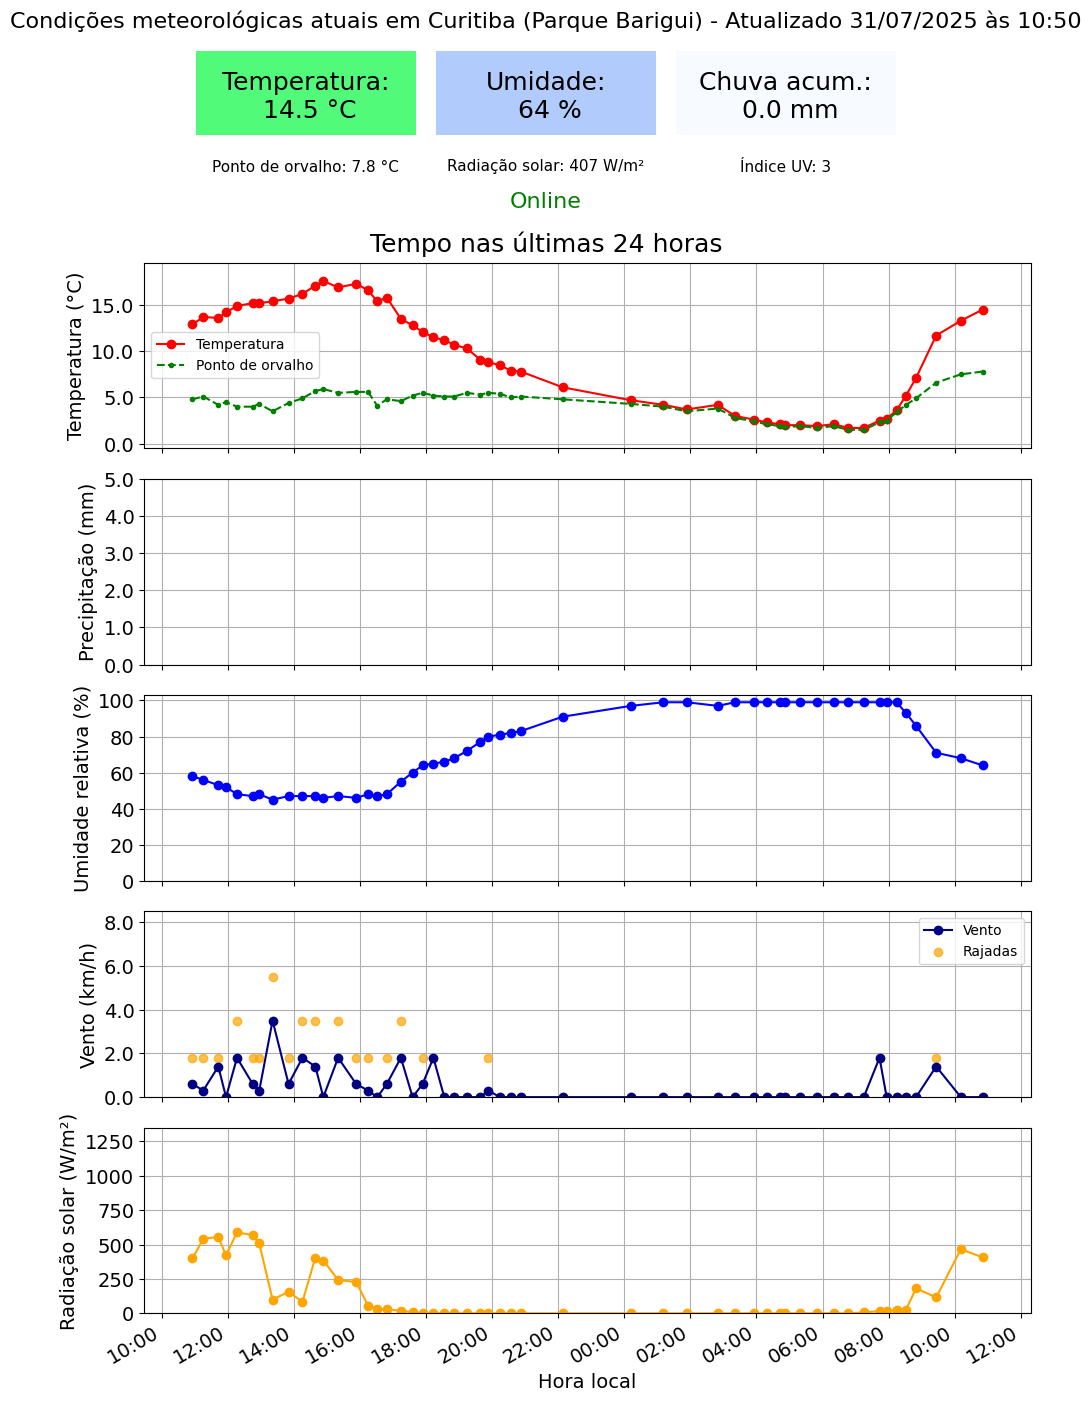 Condições meteorológicas atuais em Curitiba (Parque Barigui) - Atualizado 31/07/2025 às 10:50
Temperatura:
14.5 °C
Umidade:
64 %
Chuva acum.:
0.0 mm
Ponto de orvalho: 7.8 °C
Radiação solar: 407 W/m²
Índice UV: 3
Online
Tempo nas últimas 24 horas
Temperatura (°C)
15.0
10.0
5.0
0.0
Temperatura
Ponto de orvalho
Precipitação (mm)
5.0
4.0
3.0
2.0
1.0
0.0
Umidade relativa (%)
100
80
60
40
20
0
Vento (km/h)
8.0
6.0
4.0
2.0
0.0
Vento
Rajadas
Radiação solar (W/m²)
1250
1000
750
500
250
0
10:00
12:00
14:00
16:00
18:00
20:00
22:00
00:00
02:00
04:00
06:00
08:00
10:00
12:00
Hora local